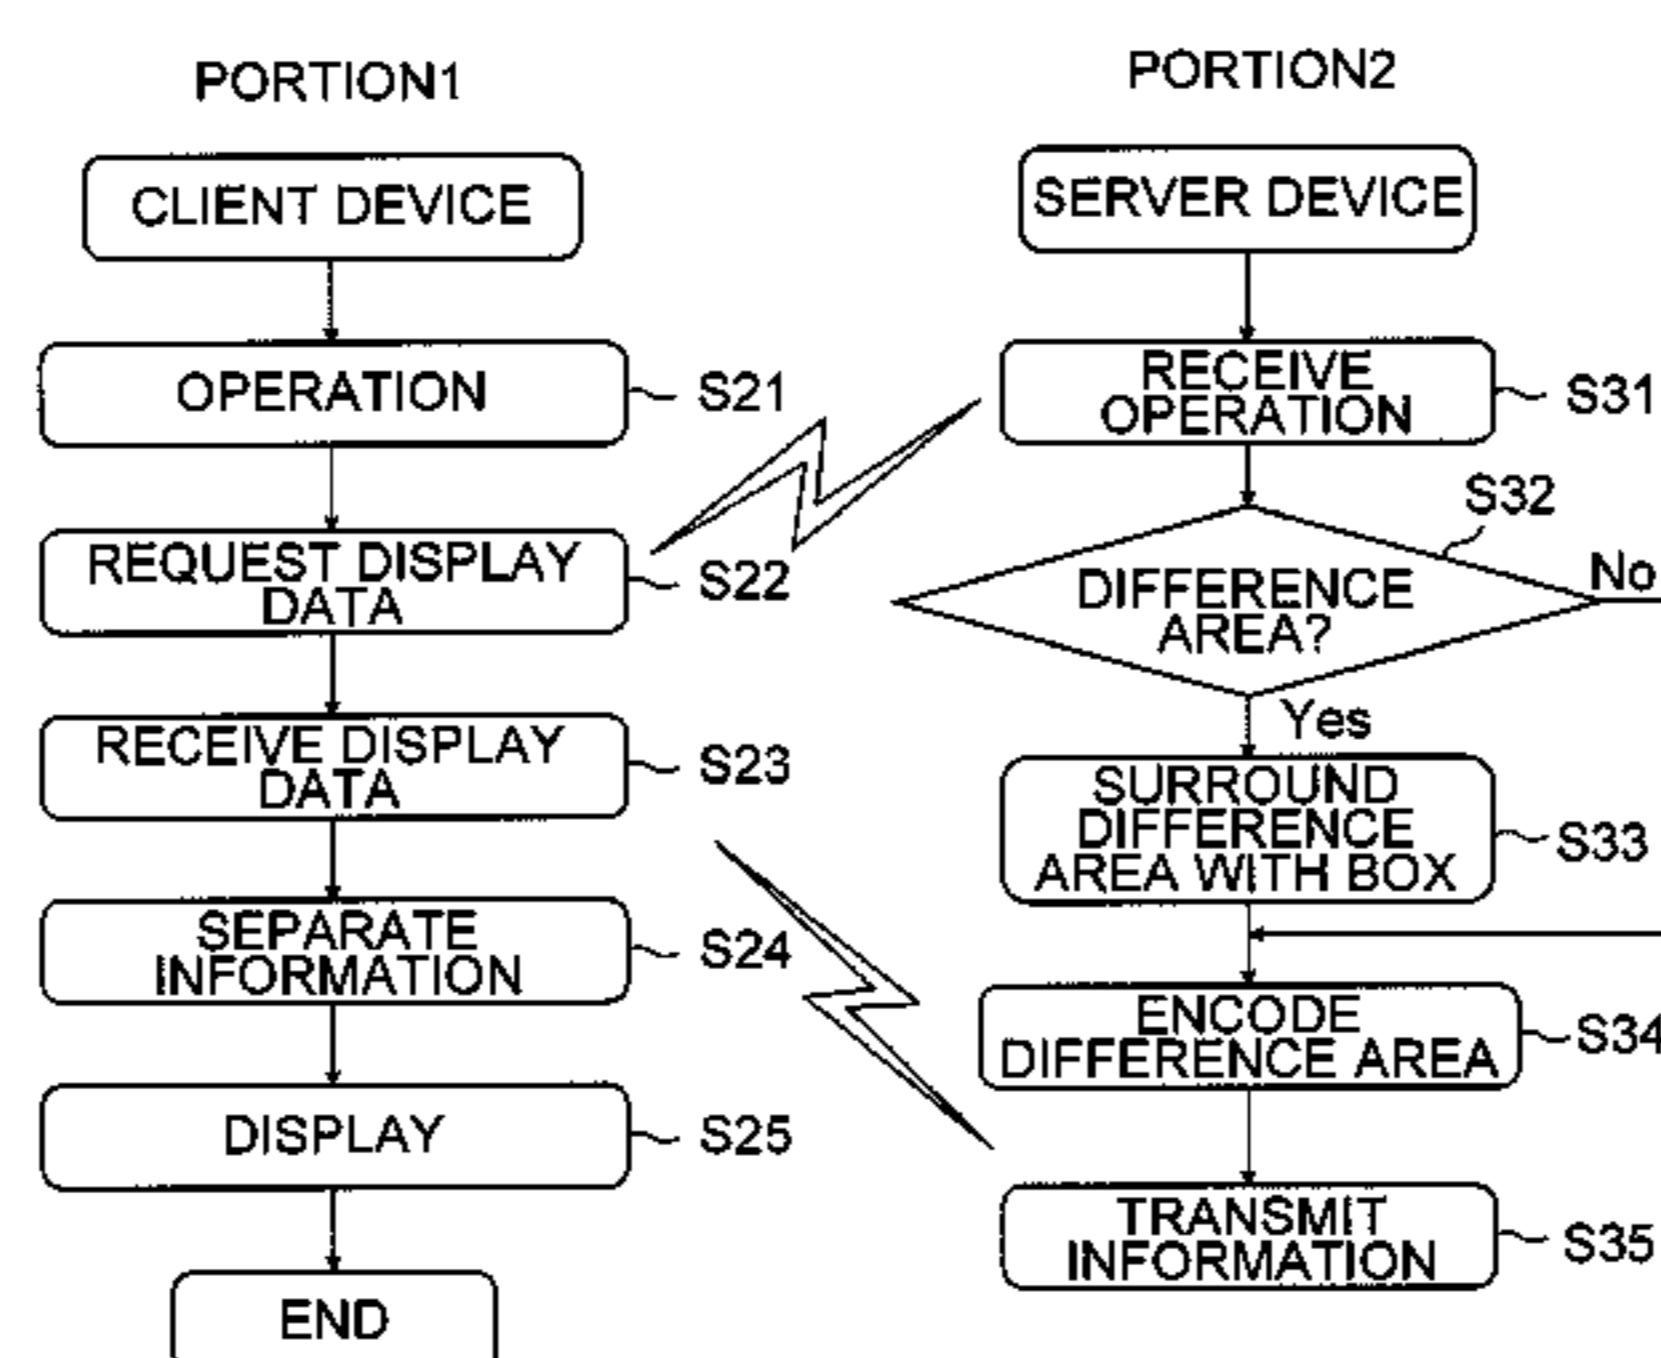 PORTION1
CLIENT DEVICE
OPERATION
S21
REQUEST DISPLAY
DATA
S22
RECEIVE DISPLAY
DATA
S23
SEPARATE
INFORMATION
S24
DISPLAY
S25
END
PORTION2
SERVER DEVICE
RECEIVE
OPERATION
S31
DIFFERENCE
AREA?
S32
No
Yes
SURROUND
DIFFERENCE
AREA WITH BOX
S33
ENCODE
DIFFERENCE AREA
S34
TRANSMIT
INFORMATION
S35